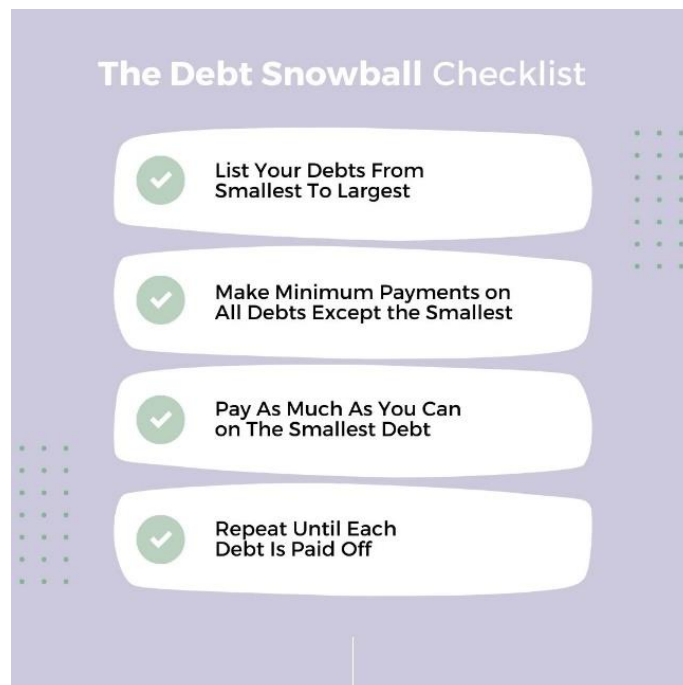 The Debt Snowball Checklist
List Your Debts From
Smallest To Largest
Make Minimum Payments on
All Debts Except the Smallest
Pay As Much As You Can
on The Smallest Debt
Repeat Until Each
Debt Is Paid Off